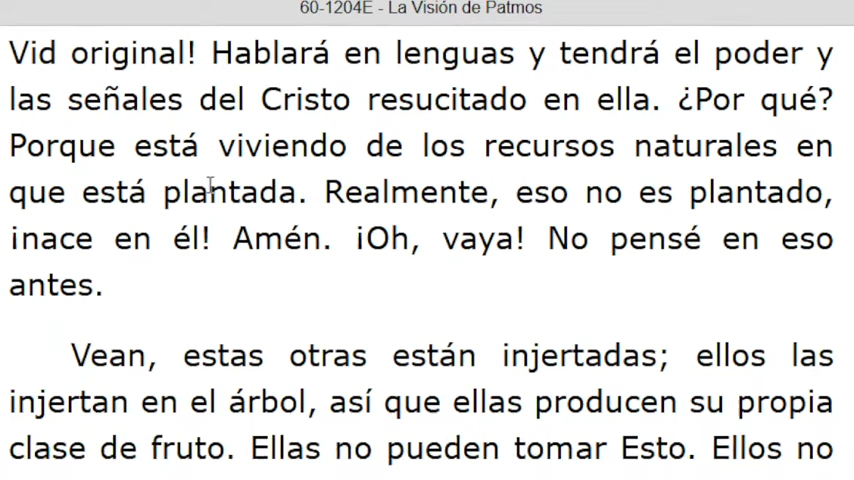 60-1204E - La Visión de Patmos
Vid original! Hablará en lenguas y tendrá el poder y
las señales del Cristo resucitado en ella. ¿Por qué?
Porque está viviendo de los recursos naturales en
que está plantada. Realmente, eso no es plantado,
¡nace en él! Amén. ¡Oh, vaya! No pensé en eso
antes.
Vean, estas otras están injertadas; ellos las
injertan en el árbol, así que ellas producen su propia
clase de fruto. Ellas no pueden tomar Esto. Ellos no